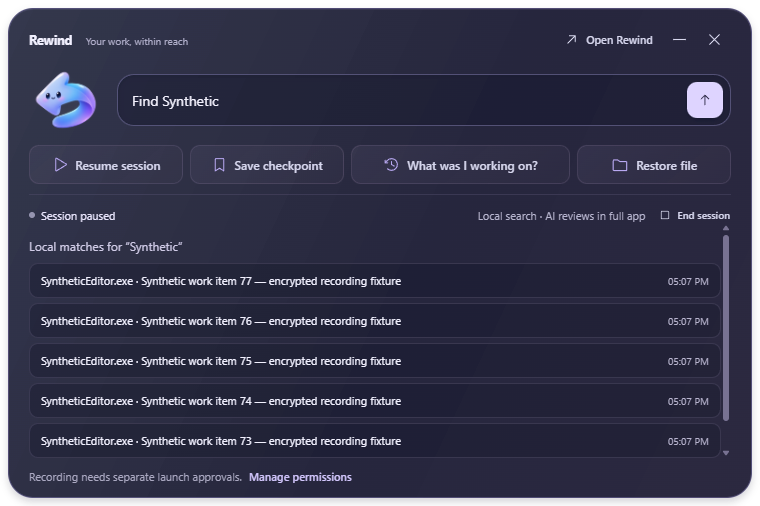 Rewind Your work, within reach Open Rewind
Find Synthetic
Resume session Save checkpoint What was I working on? Restore file
Session paused Local search · AI reviews in full app End session
Local matches for “Synthetic”
SyntheticEditor.exe · Synthetic work item 77 — encrypted recording fixture 05:07 PM
SyntheticEditor.exe · Synthetic work item 76 — encrypted recording fixture 05:07 PM
SyntheticEditor.exe · Synthetic work item 75 — encrypted recording fixture 05:07 PM
SyntheticEditor.exe · Synthetic work item 74 — encrypted recording fixture 05:07 PM
SyntheticEditor.exe · Synthetic work item 73 — encrypted recording fixture 05:07 PM
Recording needs separate launch approvals. Manage permissions